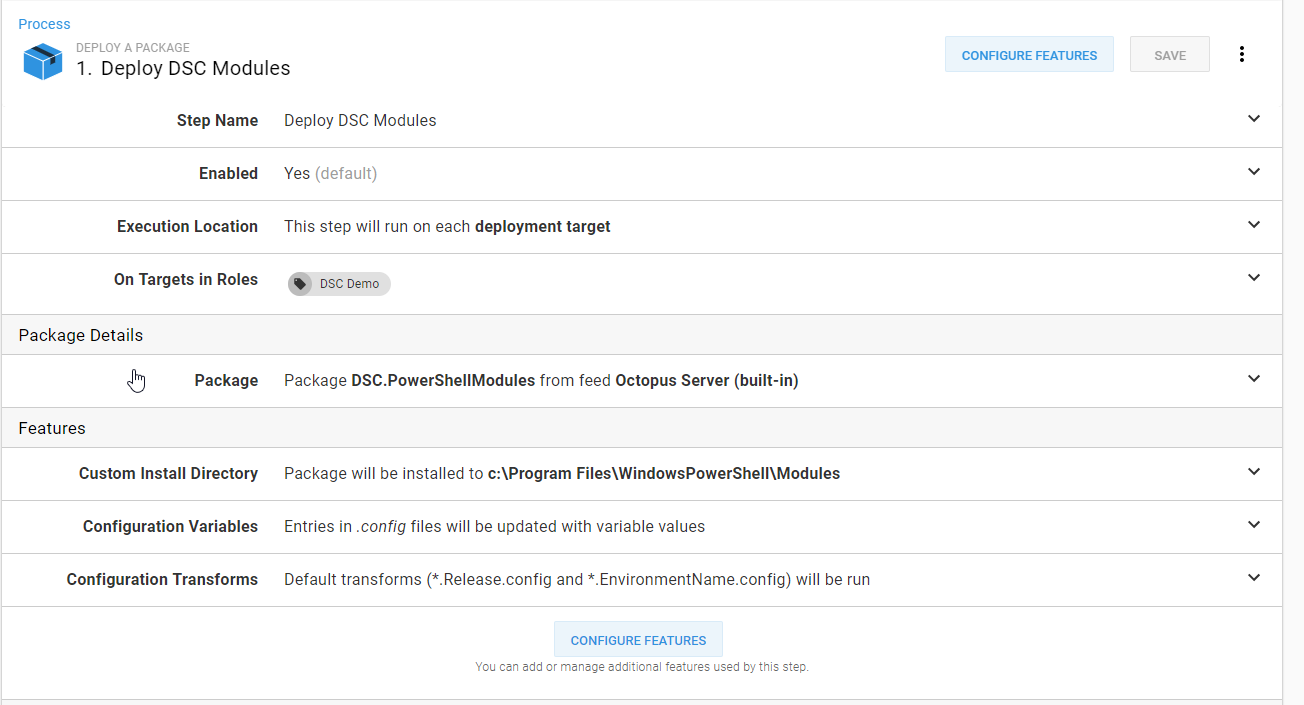 Process
DEPLOY A PACKAGE
1. Deploy DSC Modules
CONFIGURE FEATURES
SAVE
Step Name Deploy DSC Modules
Enabled Yes (default)
Execution Location This step will run on each deployment target
On Targets in Roles DSC Demo
Package Details
Package Package DSC.PowerShellModules from feed Octopus Server (built-in)
Features
Custom Install Directory Package will be installed to c:\Program Files\WindowsPowerShell\Modules
Configuration Variables Entries in .config files will be updated with variable values
Configuration Transforms Default transforms (*.Release.config and *.EnvironmentName.config) will be run
CONFIGURE FEATURES
You can add or manage additional features used by this step.